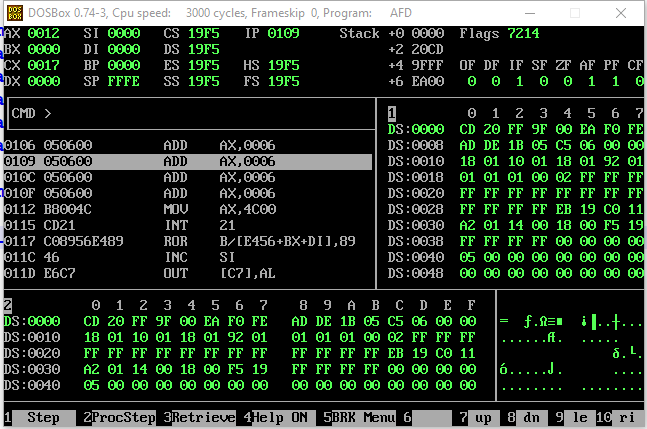 DOSBox 0.74-3, Cpu speed: 3000 cycles, Frameskip 0, Program: AFD
AX 0012 SI 0000 CS 19F5 IP 0109 Stack +0 0000 Flags 7214
BX 0000 DI 0000 DS 19F5 +2 20CD
CX 0017 BP 0000 ES 19F5 HS 19F5 +4 9FFF OF DF IF SF ZF AF PF CF
DX 0000 SP FFFE SS 19F5 FS 19F5 +6 EA00 0 0 1 0 0 1 1 0
CMD >
1 0 1 2 3 4 5 6 7
DS:0000 CD 20 FF 9F 00 EA F0 FE
0106 050600 ADD AX,0006 DS:0008 AD DE 1B 05 C5 06 00 00
0109 050600 ADD AX,0006 DS:0010 18 01 10 01 18 01 92 01
010C 050600 ADD AX,0006 DS:0018 01 01 01 00 02 FF FF FF
010F 050600 ADD AX,0006 DS:0020 FF FF FF FF FF FF FF FF
0112 B8004C MOV AX,4C00 DS:0028 FF FF FF FF EB 19 C0 11
0115 CD21 INT 21 DS:0030 A2 01 14 00 18 00 F5 19
0117 C08956E489 ROR B/[E456+BX+DI],89 DS:0038 FF FF FF FF 00 00 00 00
011C 46 INC SI DS:0040 05 00 00 00 00 00 00 00
011D E6C7 OUT [C7],AL DS:0048 00 00 00 00 00 00 00 00
2 0 1 2 3 4 5 6 7 8 9 A B C D E F
DS:0000 CD 20 FF 9F 00 EA F0 FE AD DE 1B 05 C5 06 00 00
DS:0010 18 01 10 01 18 01 92 01 01 01 01 00 02 FF FF FF
DS:0020 FF FF FF FF FF FF FF FF FF FF FF FF EB 19 C0 11
DS:0030 A2 01 14 00 18 00 F5 19 FF FF FF FF 00 00 00 00
DS:0040 05 00 00 00 00 00 00 00 00 00 00 00 00 00 00 00
1 Step 2 ProcStep 3 Retrieve 4 Help ON 5 BRK Menu 6 7 up 8 dn 9 le 10 ri